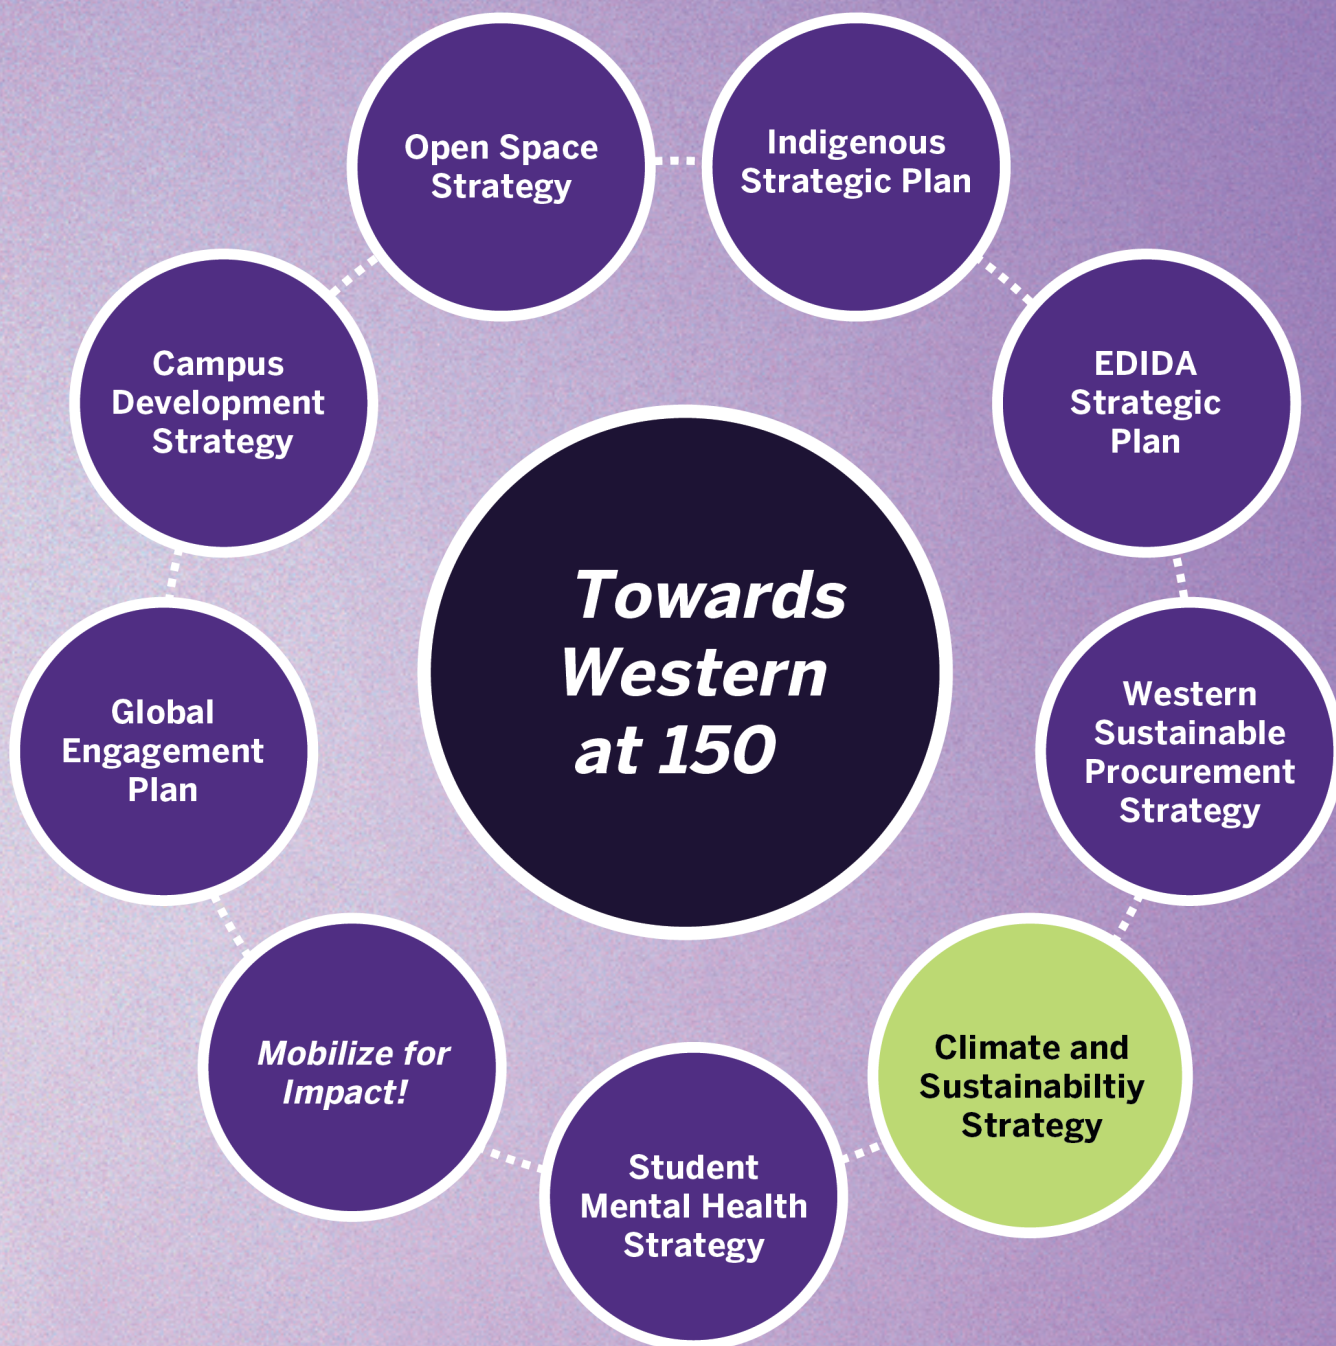 Open Space
Strategy
Indigenous
Strategic Plan
Campus
Development
Strategy
EDIDA
Strategic
Plan
Towards
Western
at 150
Global
Engagement
Plan
Western
Sustainable
Procurement
Strategy
Mobilize for
Impact!
Climate and
Sustainabiltiy
Strategy
Student
Mental Health
Strategy